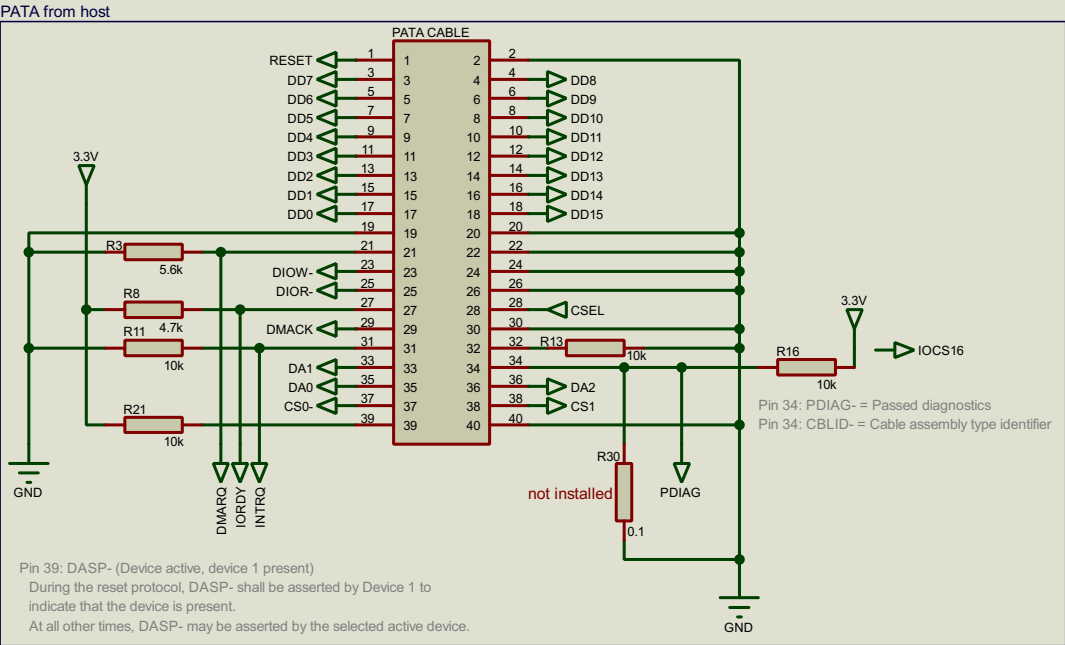 PATA from host
PATA CABLE
RESET 1 1 2 2
DD7 3 3 4 4 DD8
DD6 5 5 6 6 DD9
DD5 7 7 8 8 DD10
DD4 9 9 10 10 DD11
3.3V DD3 11 11 12 12 DD12
DD2 13 13 14 14 DD13
DD1 15 15 16 16 DD14
DD0 17 17 18 18 DD15
19 19 20 20
R3 21 21 22 22
5.6k DIOW- 23 23 24 24
DIOR- 25 25 26 26
R8 27 27 28 28 CSEL 3.3V
4.7k DMACK 29 29 30 30
R11 31 31 32 32 R13 10k R16 IOCS16
10k DA1 33 33 34 34
DA0 35 35 36 36 DA2 10k
R21 CS0- 37 37 38 38 CS1
10k 39 39 40 40
Pin 34: PDIAG- = Passed diagnostics
Pin 34: CBLID- = Cable assembly type identifier
GND DMARQ IORDY INTRQ
R30
not installed PDIAG
0.1
Pin 39: DASP- (Device active, device 1 present)
During the reset protocol, DASP- shall be asserted by Device 1 to
indicate that the device is present.
At all other times, DASP- may be asserted by the selected active device.
GND